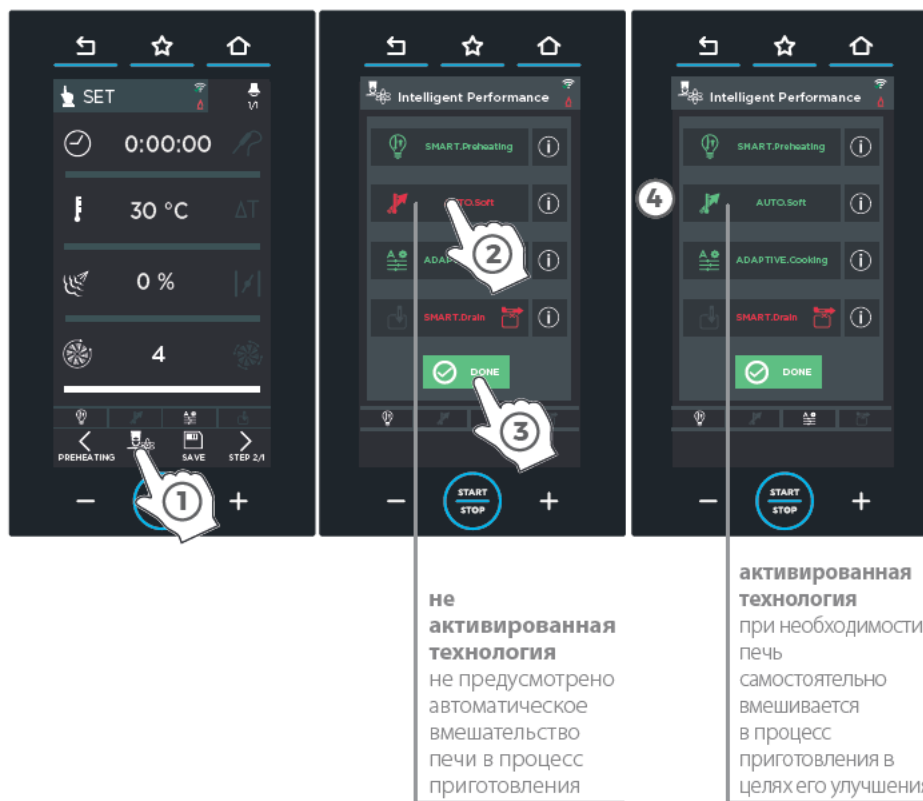 SET
1/1
0:00:00
30 °C
ΔT
0 %
4
PREHEATING
SAVE
STEP 2/1
1
Intelligent Performance
SMART.Preheating
TO.Soft
2
ADAP
SMART.Drain
DONE
3
START
STOP
Intelligent Performance
SMART.Preheating
4
AUTO.Soft
ADAPTIVE.Cooking
SMART.Drain
DONE
START
STOP
не
активированная
технология
не предусмотрено
автоматическое
вмешательство
печи в процесс
приготовления
активированная
технология
при необходимости
печь
самостоятельно
вмешивается
в процесс
приготовления в
целях его улучшения